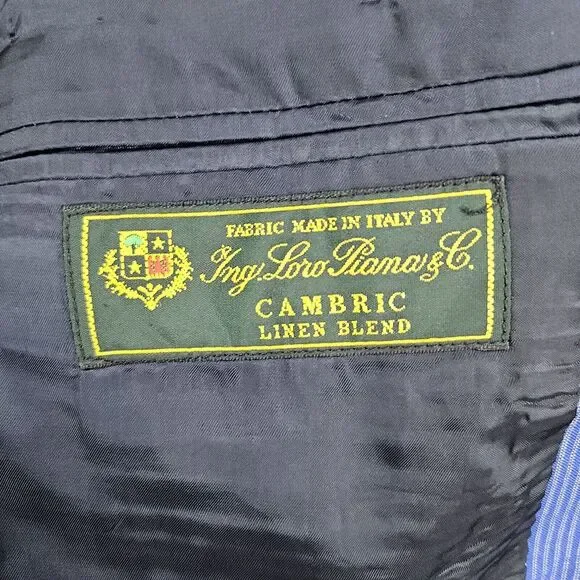 FABRIC MADE IN ITALY BY
Ing. Loro Piana & C.
CAMBRIC
LINEN BLEND